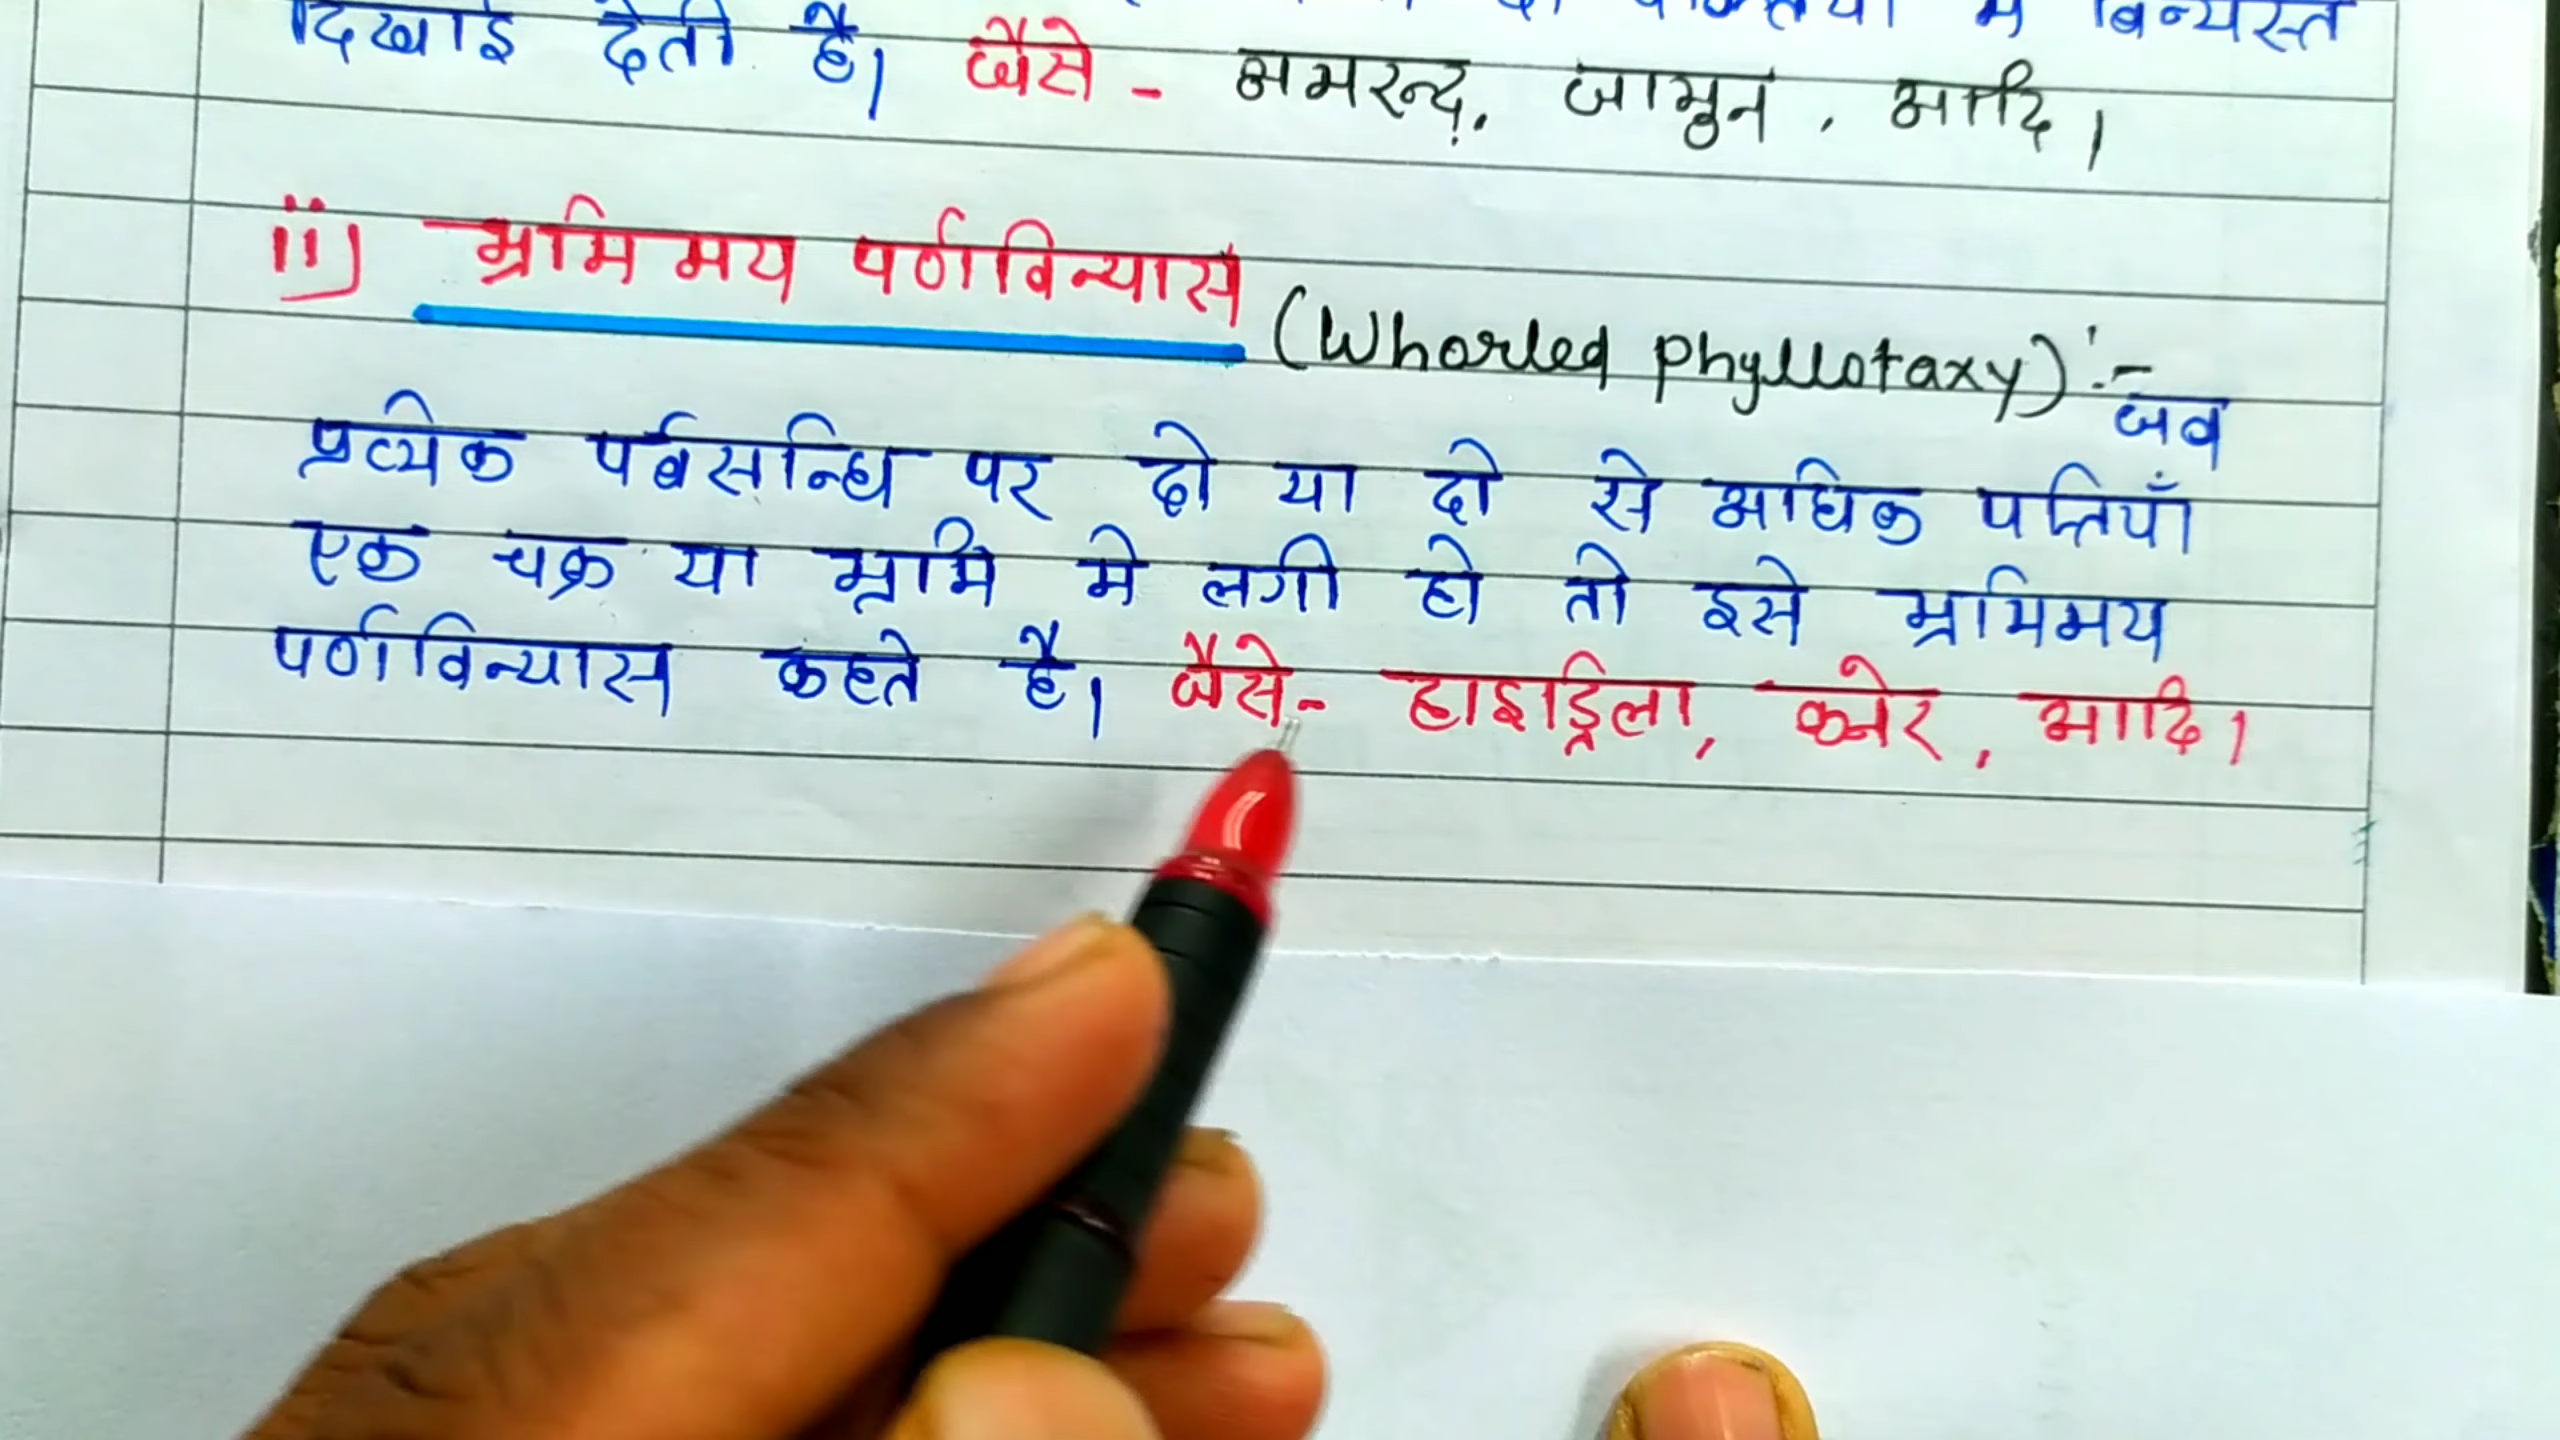 में विन्यस्त
दिखाई देती है। जैसे - अमरुन्द, जामुन, आदि।
ii) भ्रमिमय पर्णविन्यास (Whorled phyllotaxy):-
जब
प्रत्येक पर्वसन्धि पर दो या दो से अधिक पत्तियाँ
एक चक्र या भ्रमि मे लगी हो तो इसे भ्रमिमय
पर्णविन्यास कहते है। जैसे- हाइड्रिला, कनेर, आदि।